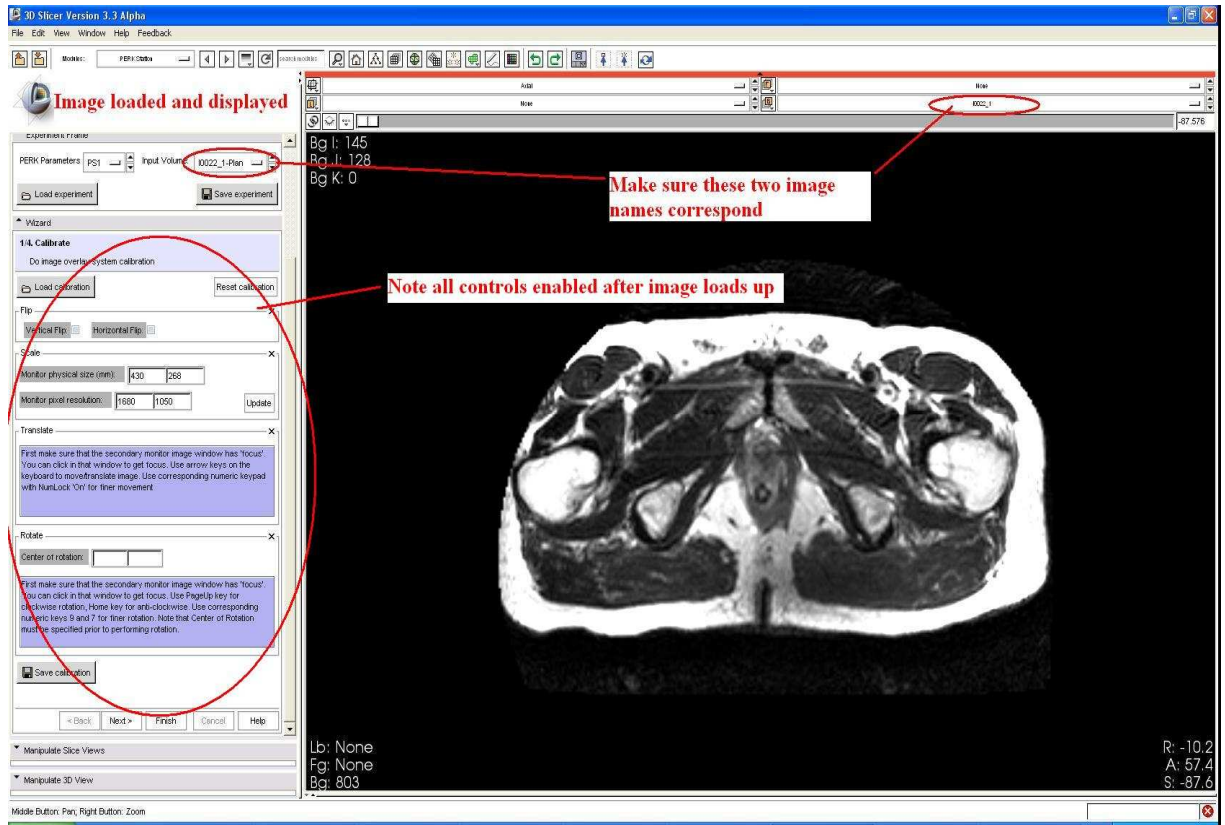 3D Slicer Version 3.3 Alpha
File Edit View Window Help Feedback
Modules: PERK Station
search modules
Image loaded and displayed
Axial
None
None
I0022_1
-87.576
Experiment Frame
PERK Parameters PS1 Input Volume I0022_1-Plan
Load experiment Save experiment
Wizard
1/4. Calibrate
Do image overlay system calibration
Load calibration Reset calibration
Flip
Vertical Flip: Horizontal Flip:
Scale
Monitor physical size (mm): 430 268
Monitor pixel resolution: 1680 1050 Update
Translate
First make sure that the secondary monitor image window has 'focus'.
You can click in that window to get focus. Use arrow keys on the
keyboard to move/translate image. Use corresponding numeric keypad
with NumLock 'On' for finer movement
Rotate
Center of rotation:
First make sure that the secondary monitor image window has 'focus'.
You can click in that window to get focus. Use PageUp key for
clockwise rotation, Home key for anti-clockwise. Use corresponding
numeric keys 9 and 7 for finer rotation. Note that Center of Rotation
must be specified prior to performing rotation.
Save calibration
< Back Next > Finish Cancel Help
Manipulate Slice Views
Manipulate 3D View
Middle Button: Pan; Right Button: Zoom
Bg I: 145
Bg J: 128
Bg K: 0
Make sure these two image
names correspond
Note all controls enabled after image loads up
Lb: None
Fg: None
Bg: 803
R: -10.2
A: 57.4
S: -87.6